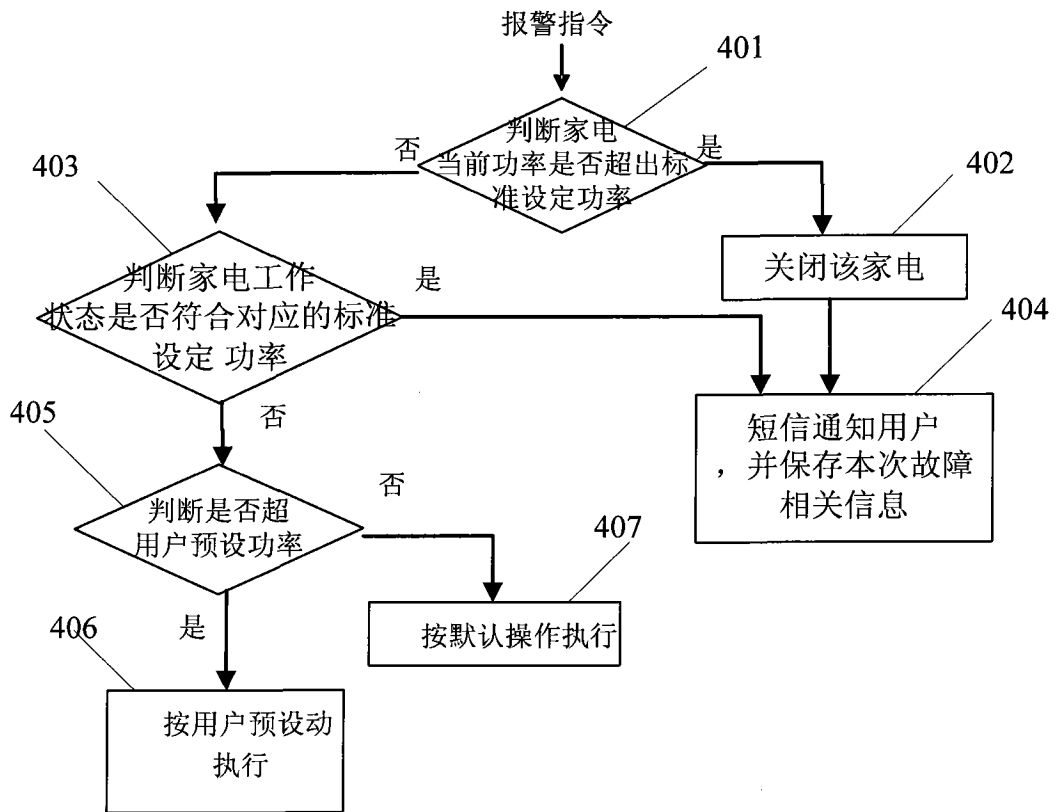 报警指令
401
判断家电
当前功率是否超出标
准设定功率
否
是
403
402
判断家电工作
状态是否符合对应的标准
设定 功率
是
关闭该家电
404
否
405
短信通知用户
，并保存本次故障
相关信息
判断是否超
用户预设功率
否
407
是
406
按默认操作执行
按用户预设动
执行